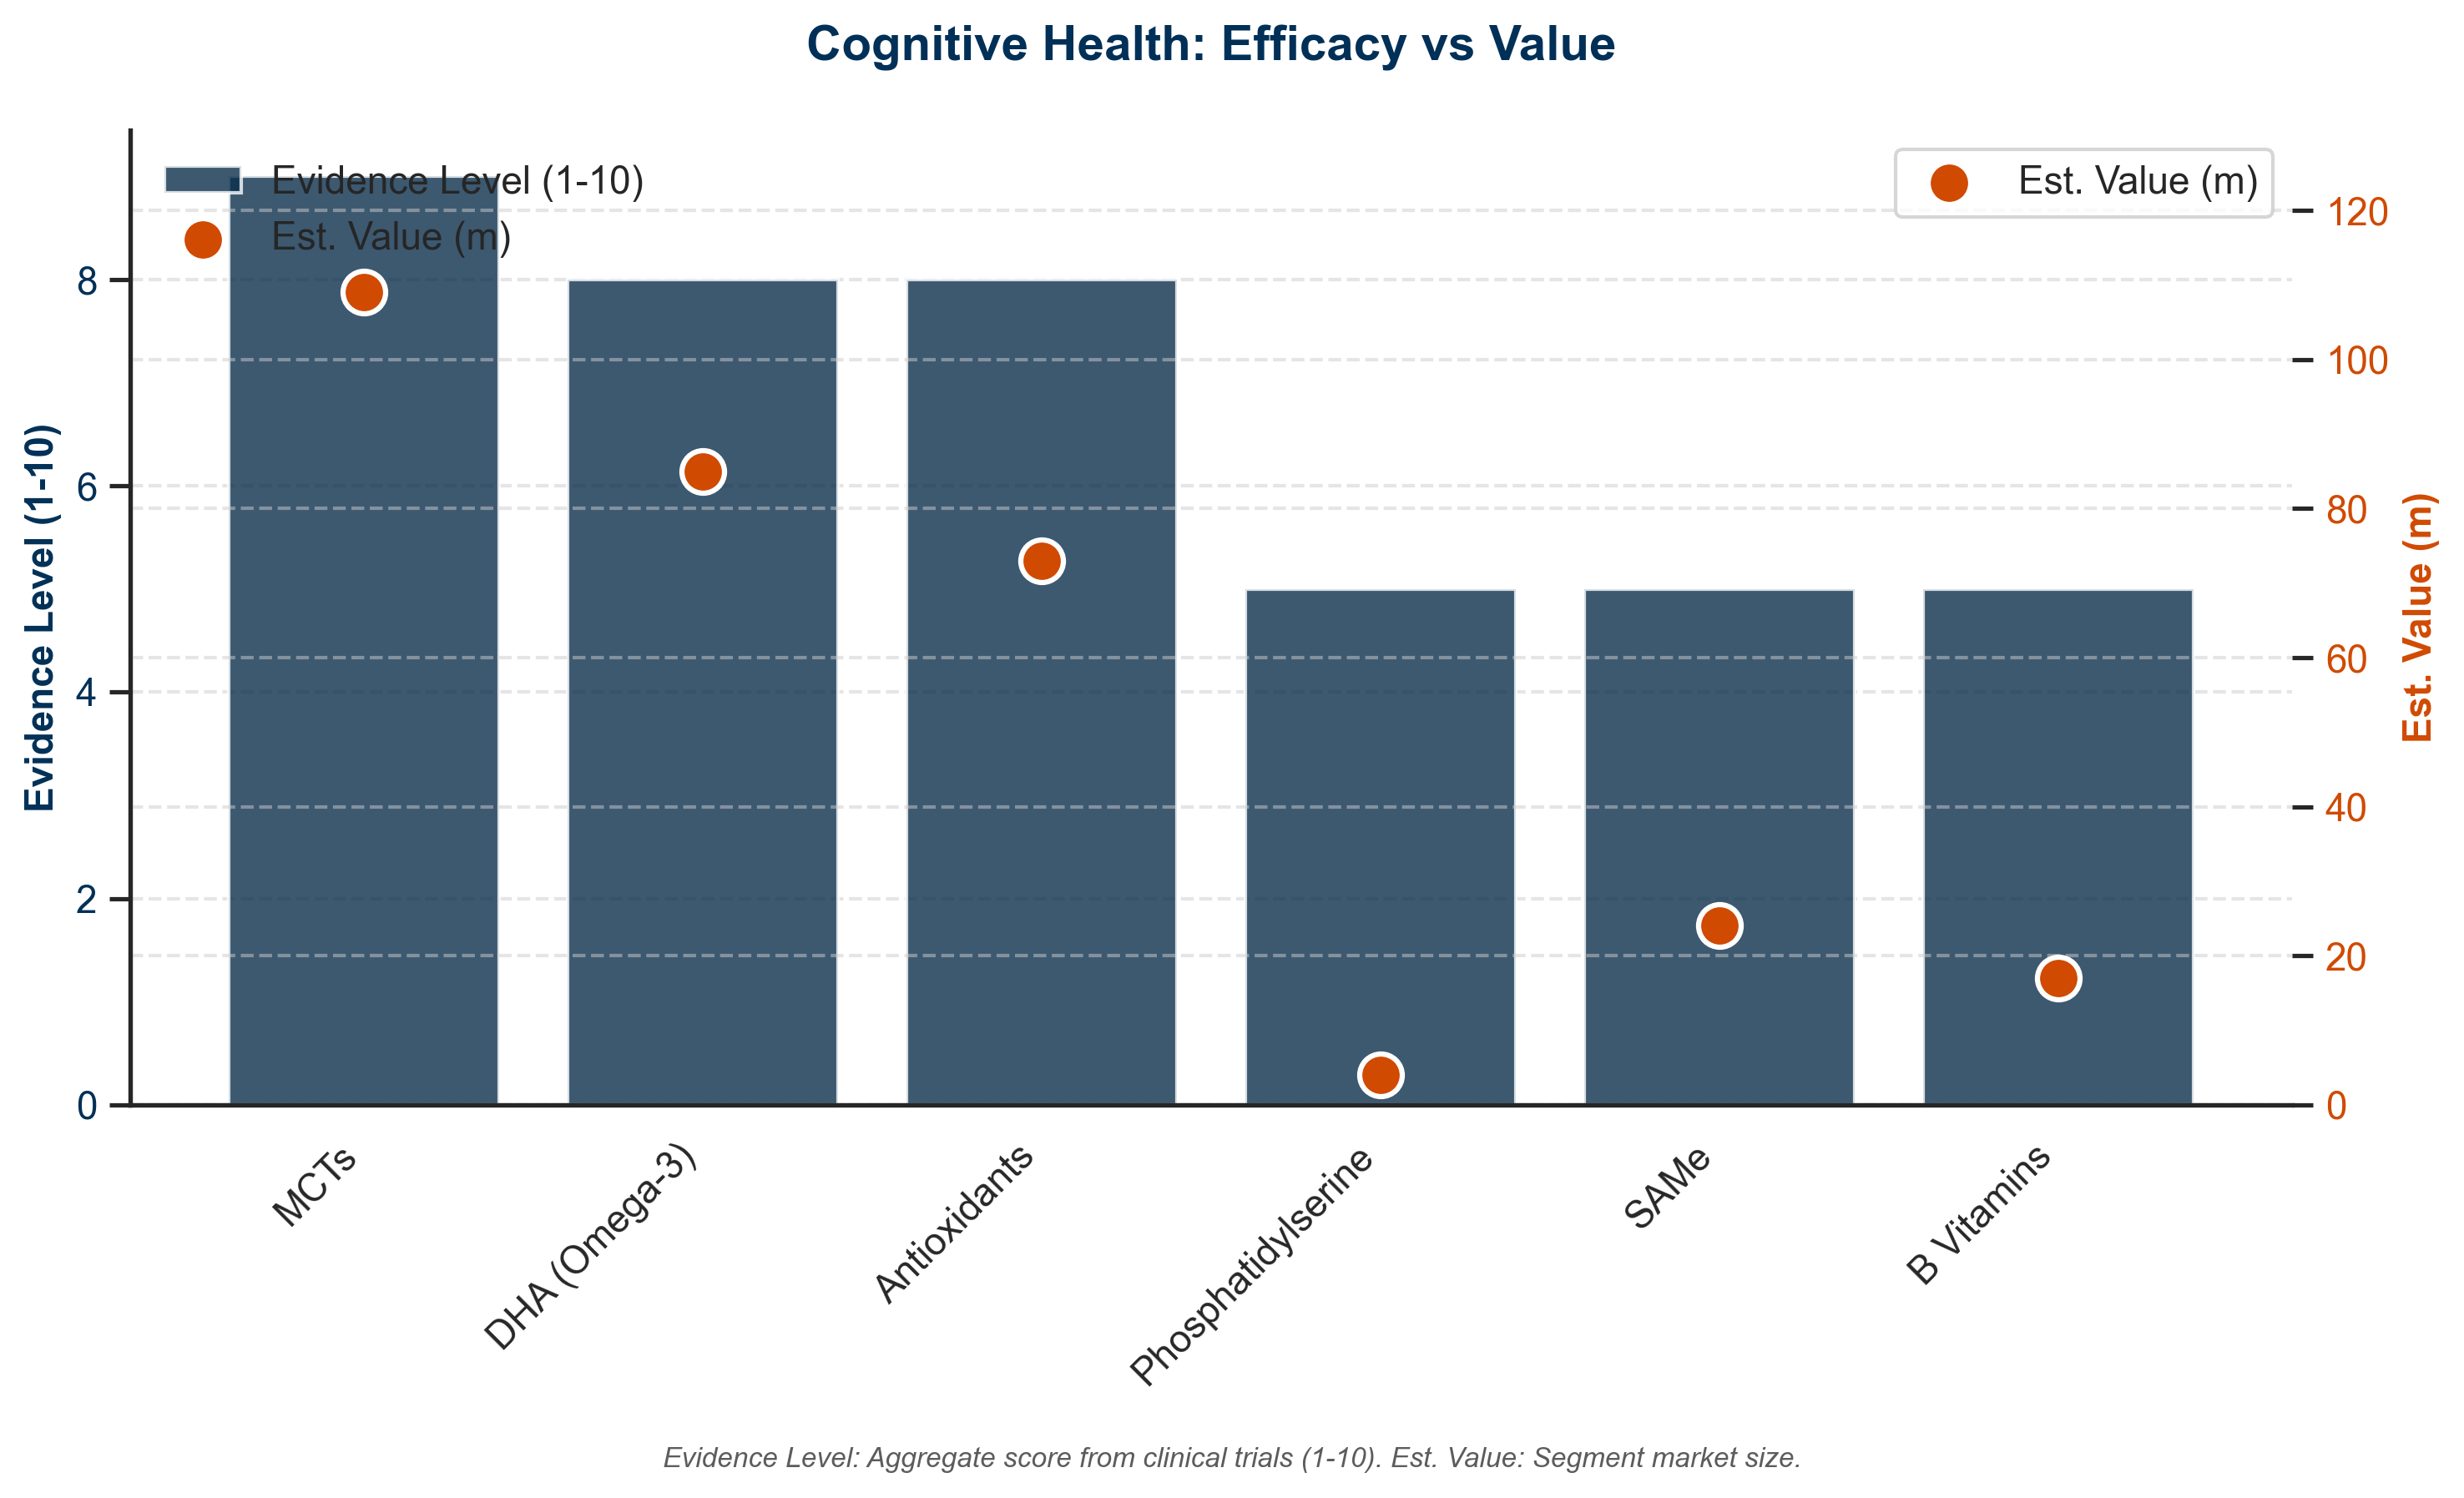 Cognitive Health: Efficacy vs Value
Evidence Level (1-10)
Est. Value (m)
Est. Value (m)
Evidence Level (1-10)
8
6
4
2
0
120
100
80
60
40
20
0
Est. Value (m)
MCTs
DHA (Omega-3)
Antioxidants
Phosphatidylserine
SAMe
B Vitamins
Evidence Level: Aggregate score from clinical trials (1-10). Est. Value: Segment market size.